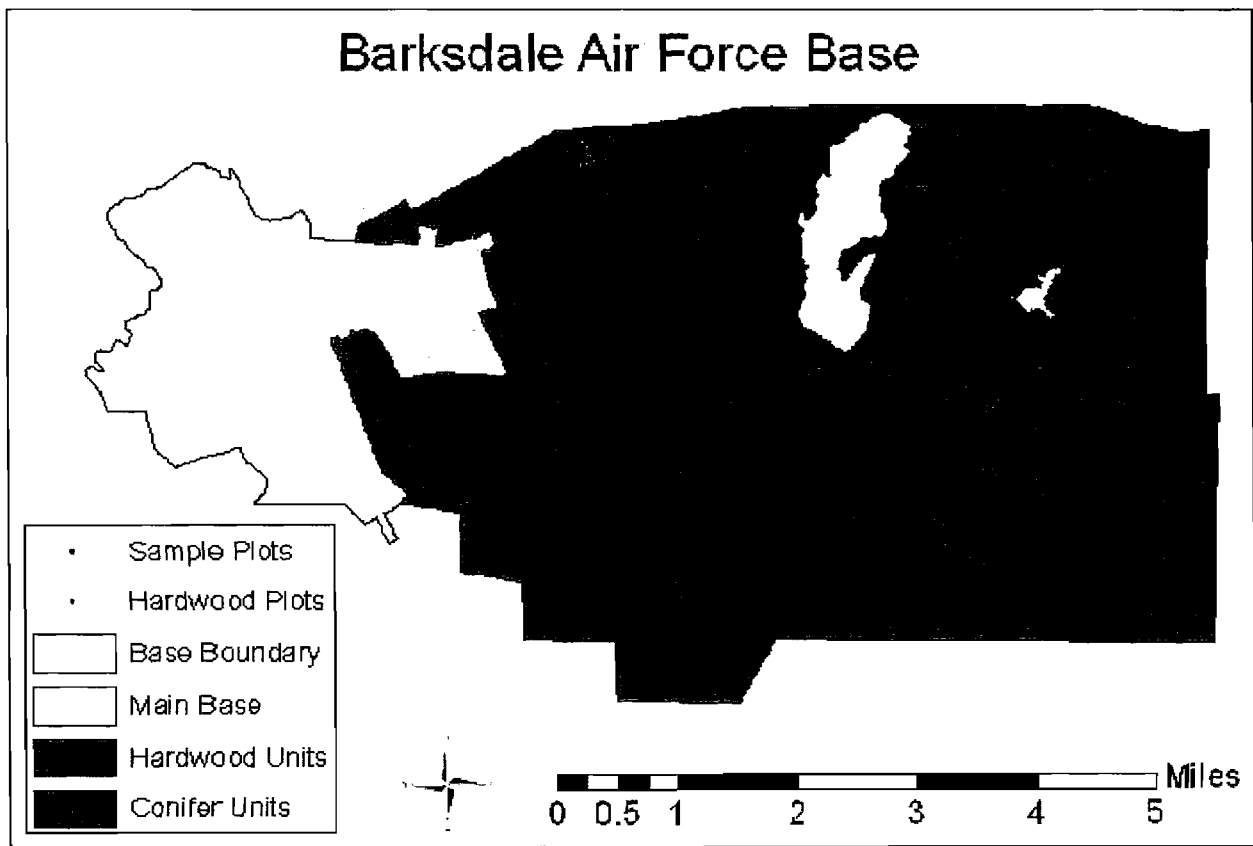 Barksdale Air Force Base
Sample Plots
Hardwood Plots
Base Boundary
Main Base
Hardwood Units
Conifer Units
Miles
0 0.5 1 2 3 4 5